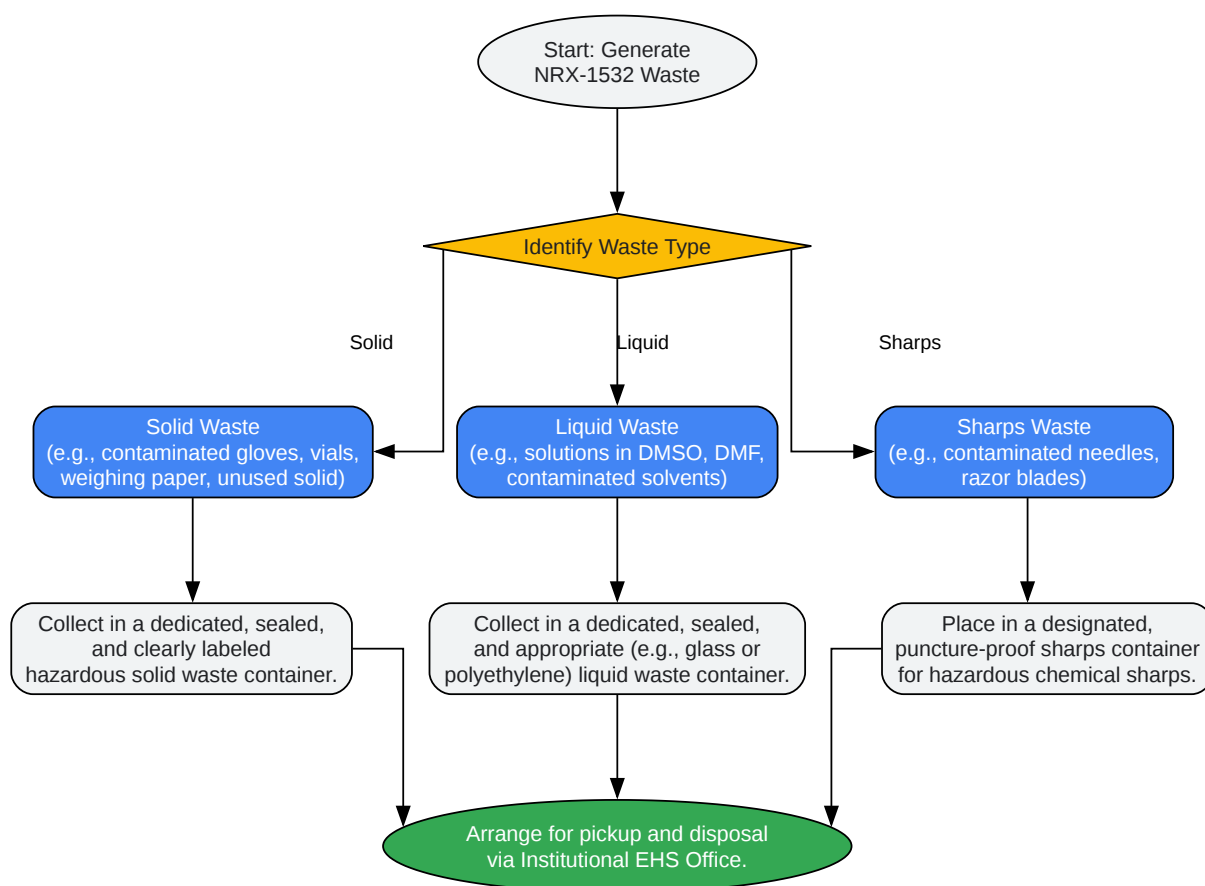 Start: Generate
NRX-1532 Waste
Identify Waste Type
Solid
Liquid
Sharps
Solid Waste
(e.g., contaminated gloves, vials,
weighing paper, unused solid)
Liquid Waste
(e.g., solutions in DMSO, DMF,
contaminated solvents)
Sharps Waste
(e.g., contaminated needles,
razor blades)
Collect in a dedicated, sealed,
and clearly labeled
hazardous solid waste container.
Collect in a dedicated, sealed,
and appropriate (e.g., glass or
polyethylene) liquid waste container.
Place in a designated,
puncture-proof sharps container
for hazardous chemical sharps.
Arrange for pickup and disposal
via Institutional EHS Office.